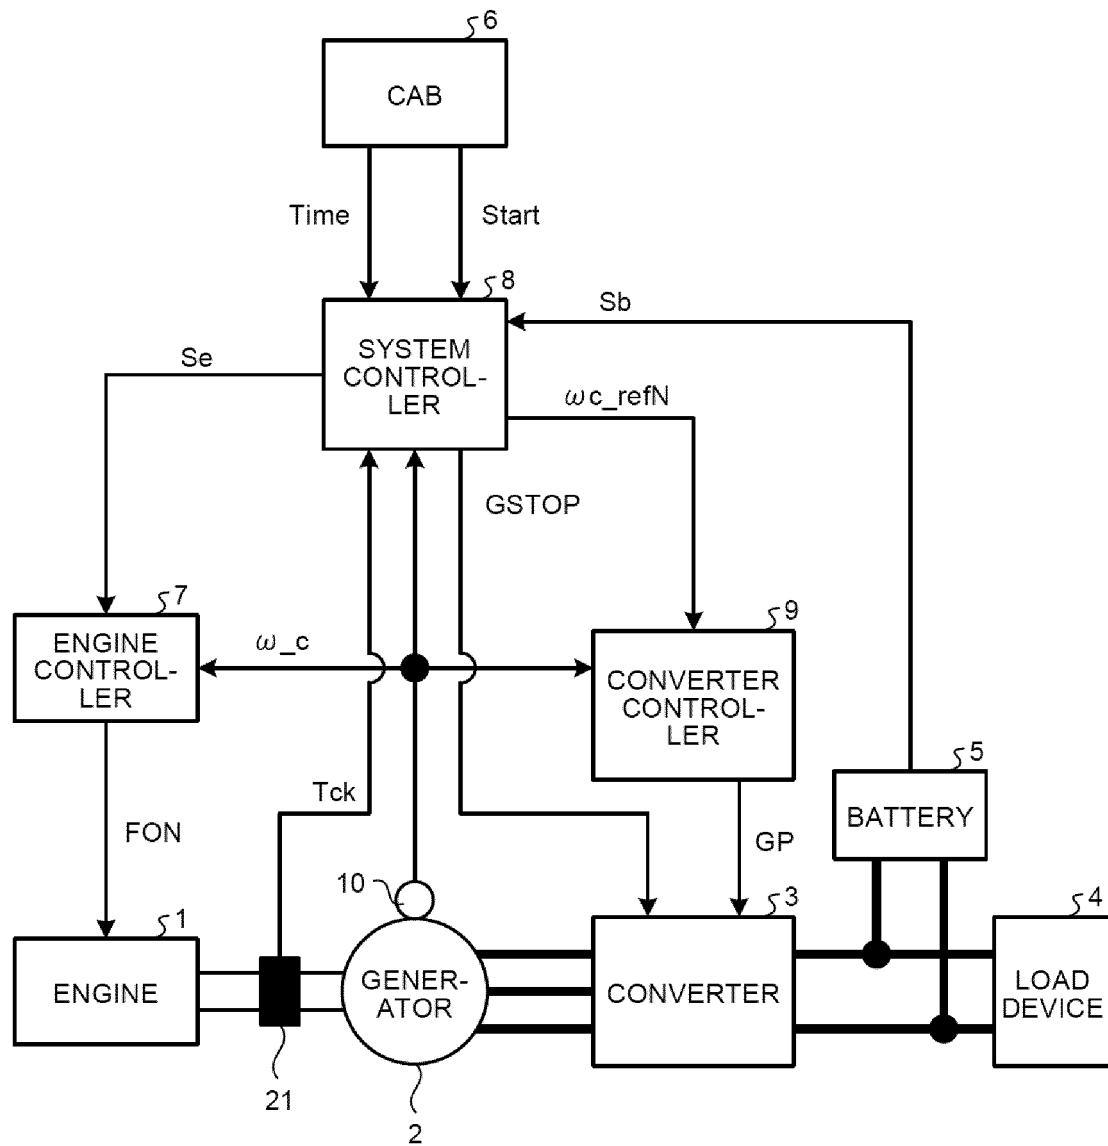 6
CAB
Time
Start
8
SYSTEM
CONTROL-
LER
Sb
Se
ωc_refN
GSTOP
7
ENGINE
CONTROL-
LER
ω_c
9
CONVERTER
CONTROL-
LER
Tck
FON
GP
5
BATTERY
10
1
ENGINE
GENER-
ATOR
3
CONVERTER
4
LOAD
DEVICE
21
2